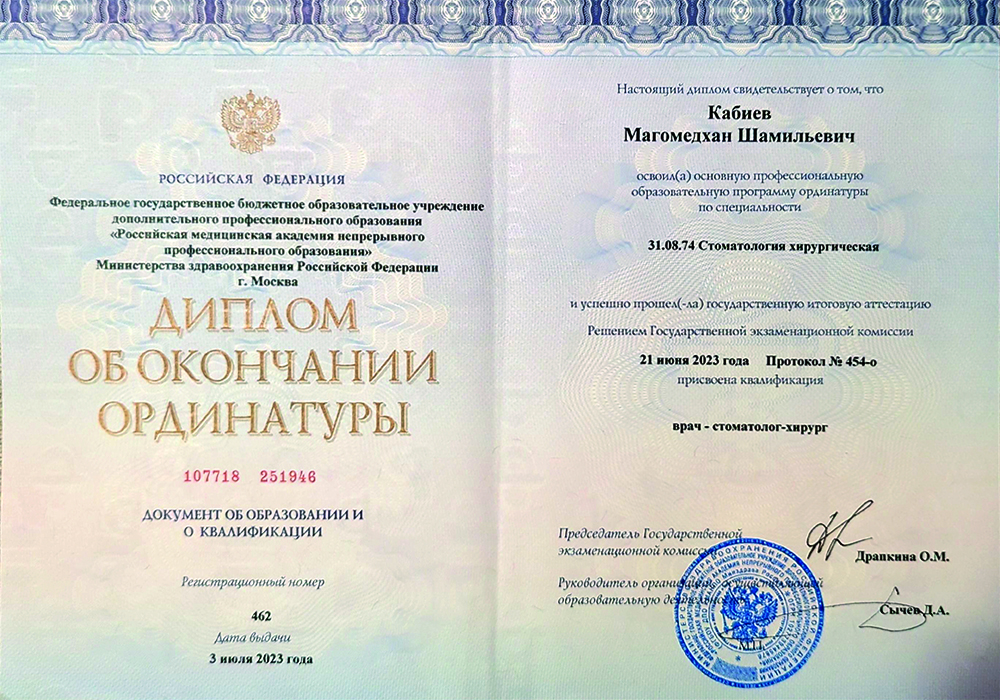 РОССИЙСКАЯ ФЕДЕРАЦИЯ
Федеральное государственное бюджетное образовательное учреждение
дополнительного профессионального образования
«Российская медицинская академия непрерывного
профессионального образования»
Министерства здравоохранения Российской Федерации
г. Москва
ДИПЛОМ
ОБ ОКОНЧАНИИ
ОРДИНАТУРЫ
107718 251946
ДОКУМЕНТ ОБ ОБРАЗОВАНИИ И
О КВАЛИФИКАЦИИ
Регистрационный номер
462
Дата выдачи
3 июля 2023 года
Настоящий диплом свидетельствует о том, что
Кабиев
Магомедхан Шамильевич
освоил(а) основную профессиональную
образовательную программу ординатуры
по специальности
31.08.74 Стоматология хирургическая
и успешно прошел(-ла) государственную итоговую аттестацию
Решением Государственной экзаменационной комиссии
21 июня 2023 года Протокол № 454-о
присвоена квалификация
врач - стоматолог-хирург
Председатель Государственной
экзаменационной комиссии
Драпкина О.М.
Руководитель организации, осуществляющей
образовательную деятельность
Сычев Д.А.